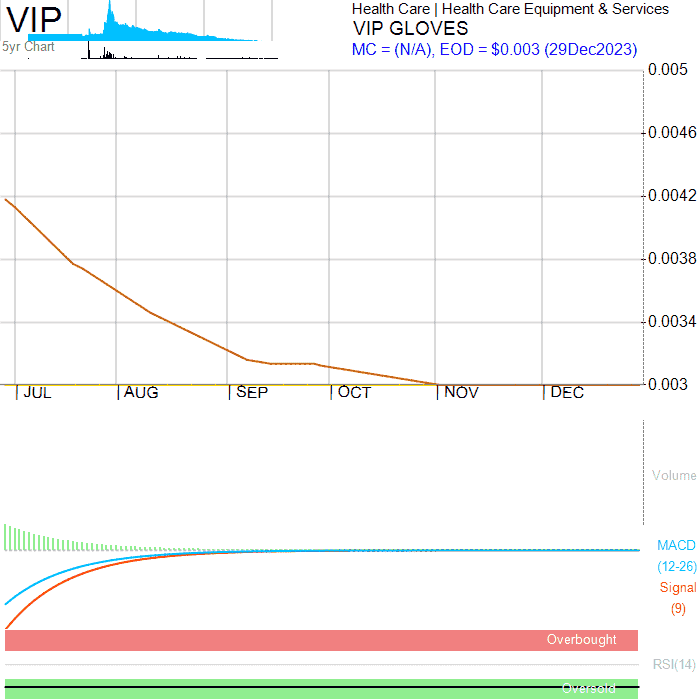 VIP
5yr Chart
Health Care | Health Care Equipment & Services
VIP GLOVES
MC = (N/A), EOD = $0.003 (29Dec2023)
0.005
0.0046
0.0042
0.0038
0.0034
0.003
JUL AUG SEP OCT NOV DEC
Volume
MACD
(12-26)
Signal
(9)
Overbought
RSI(14)
Oversold